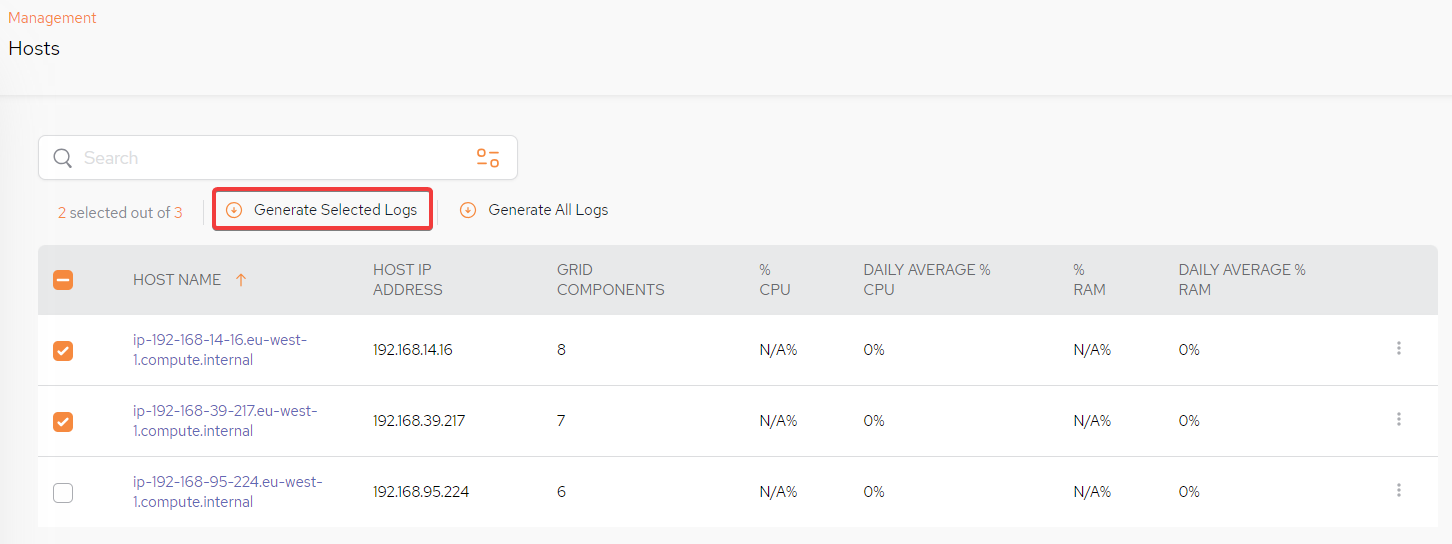 Management
Hosts
Search
2 selected out of 3
Generate Selected Logs
Generate All Logs
HOST NAME
HOST IP
ADDRESS
GRID
COMPONENTS
%
CPU
DAILY AVERAGE %
CPU
%
RAM
DAILY AVERAGE %
RAM
ip-192-168-14-16.eu-west-
1.compute.internal
192.168.14.16
8
N/A%
0%
N/A%
0%
ip-192-168-39-217.eu-west-
1.compute.internal
192.168.39.217
7
N/A%
0%
N/A%
0%
ip-192-168-95-224.eu-west-
1.compute.internal
192.168.95.224
6
N/A%
0%
N/A%
0%